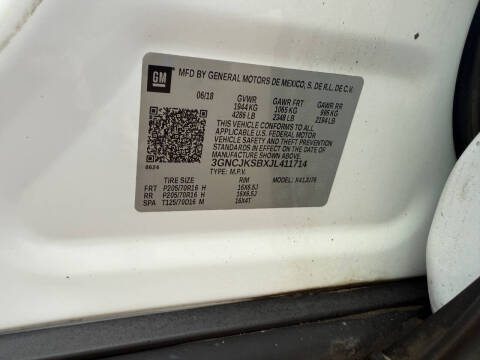 GM
MFD BY GENERAL MOTORS DE MEXICO, S. DE R.L. DE C.V.
06/18 GVWR GAWR FRT GAWR RR
1944 KG 1065 KG 995 KG
4286 LB 2348 LB 2194 LB
THIS VEHICLE CONFORMS TO ALL
APPLICABLE U.S. FEDERAL MOTOR
VEHICLE SAFETY AND THEFT PREVENTION
STANDARDS IN EFFECT ON THE DATE OF
MANUFACTURE SHOWN ABOVE.
3GNCJKSBXJL411714
8624 TYPE: M.P.V. MODEL:
TIRE SIZE RIM
FRT P205/70R16 H 16X6.5J
RR P205/70R16 H 16X6.5J
SPA T125/70D16 M 16X4T